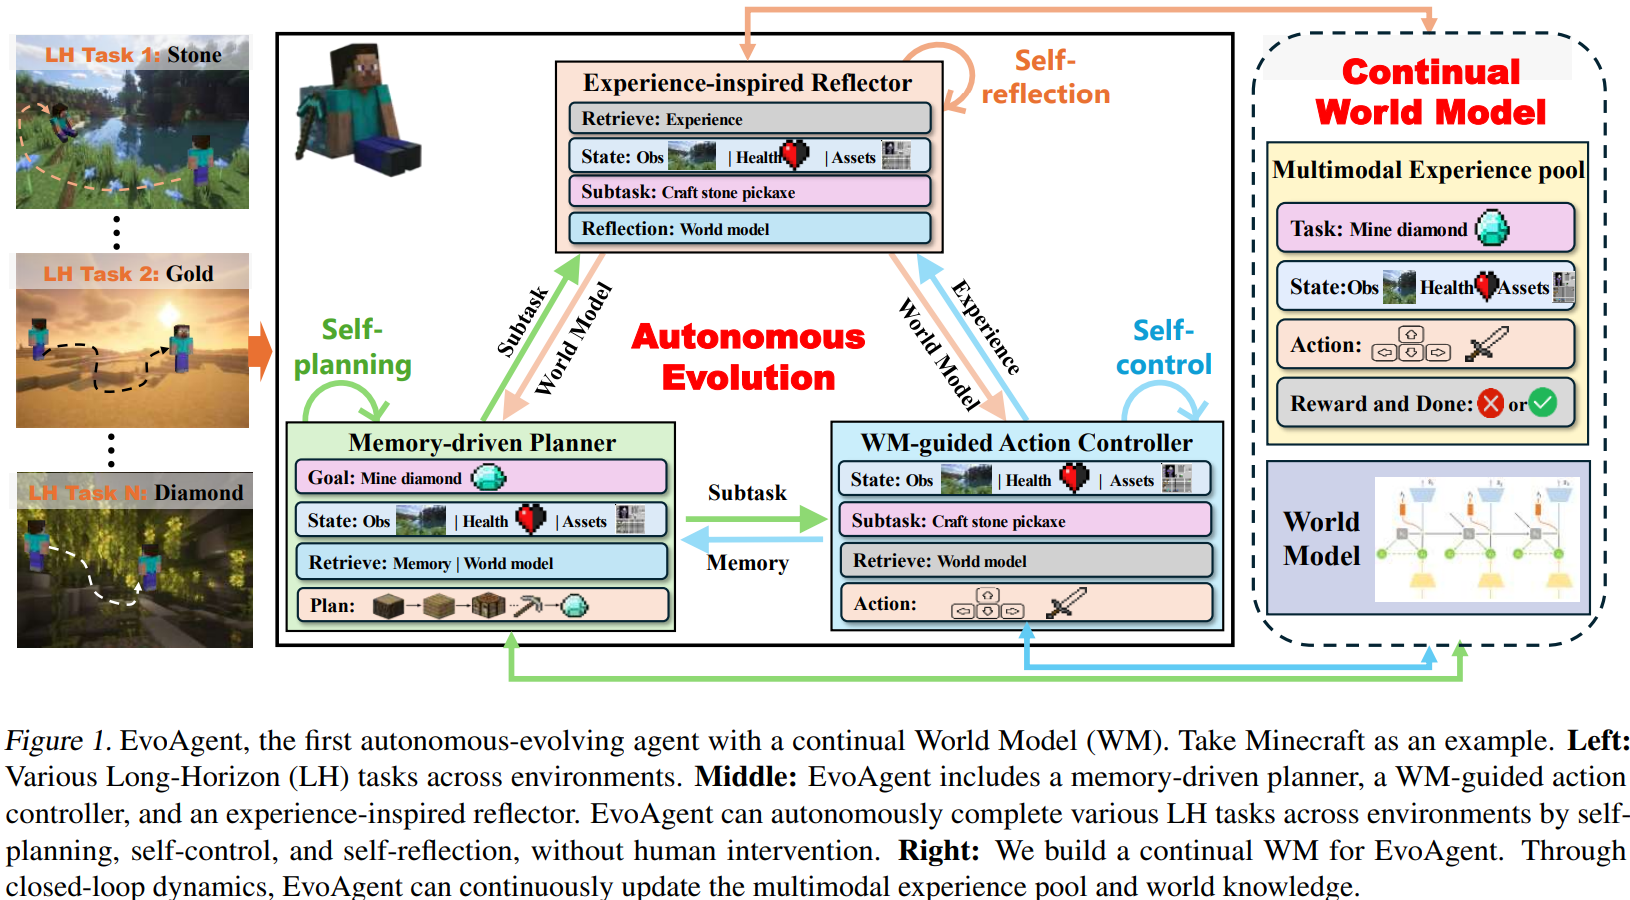 LH Task 1: Stone
LH Task 2: Gold
LH Task N: Diamond
Experience-inspired Reflector
Retrieve: Experience
State: Obs | Health | Assets
Subtask: Craft stone pickaxe
Reflection: World model
Self-
reflection
Subtask
World Model
Autonomous
Evolution
World Model
Experience
Self-
planning
Self-
control
Memory-driven Planner
Goal: Mine diamond
State: Obs | Health | Assets
Retrieve: Memory | World model
Plan:
Subtask
Memory
WM-guided Action Controller
State: Obs | Health | Assets
Subtask: Craft stone pickaxe
Retrieve: World model
Action:
Continual
World Model
Multimodal Experience pool
Task: Mine diamond
State:Obs Health Assets
Action:
Reward and Done: or
World
Model
Figure 1. EvoAgent, the first autonomous-evolving agent with a continual World Model (WM). Take Minecraft as an example. Left:
Various Long-Horizon (LH) tasks across environments. Middle: EvoAgent includes a memory-driven planner, a WM-guided action
controller, and an experience-inspired reflector. EvoAgent can autonomously complete various LH tasks across environments by self-
planning, self-control, and self-reflection, without human intervention. Right: We build a continual WM for EvoAgent. Through
closed-loop dynamics, EvoAgent can continuously update the multimodal experience pool and world knowledge.